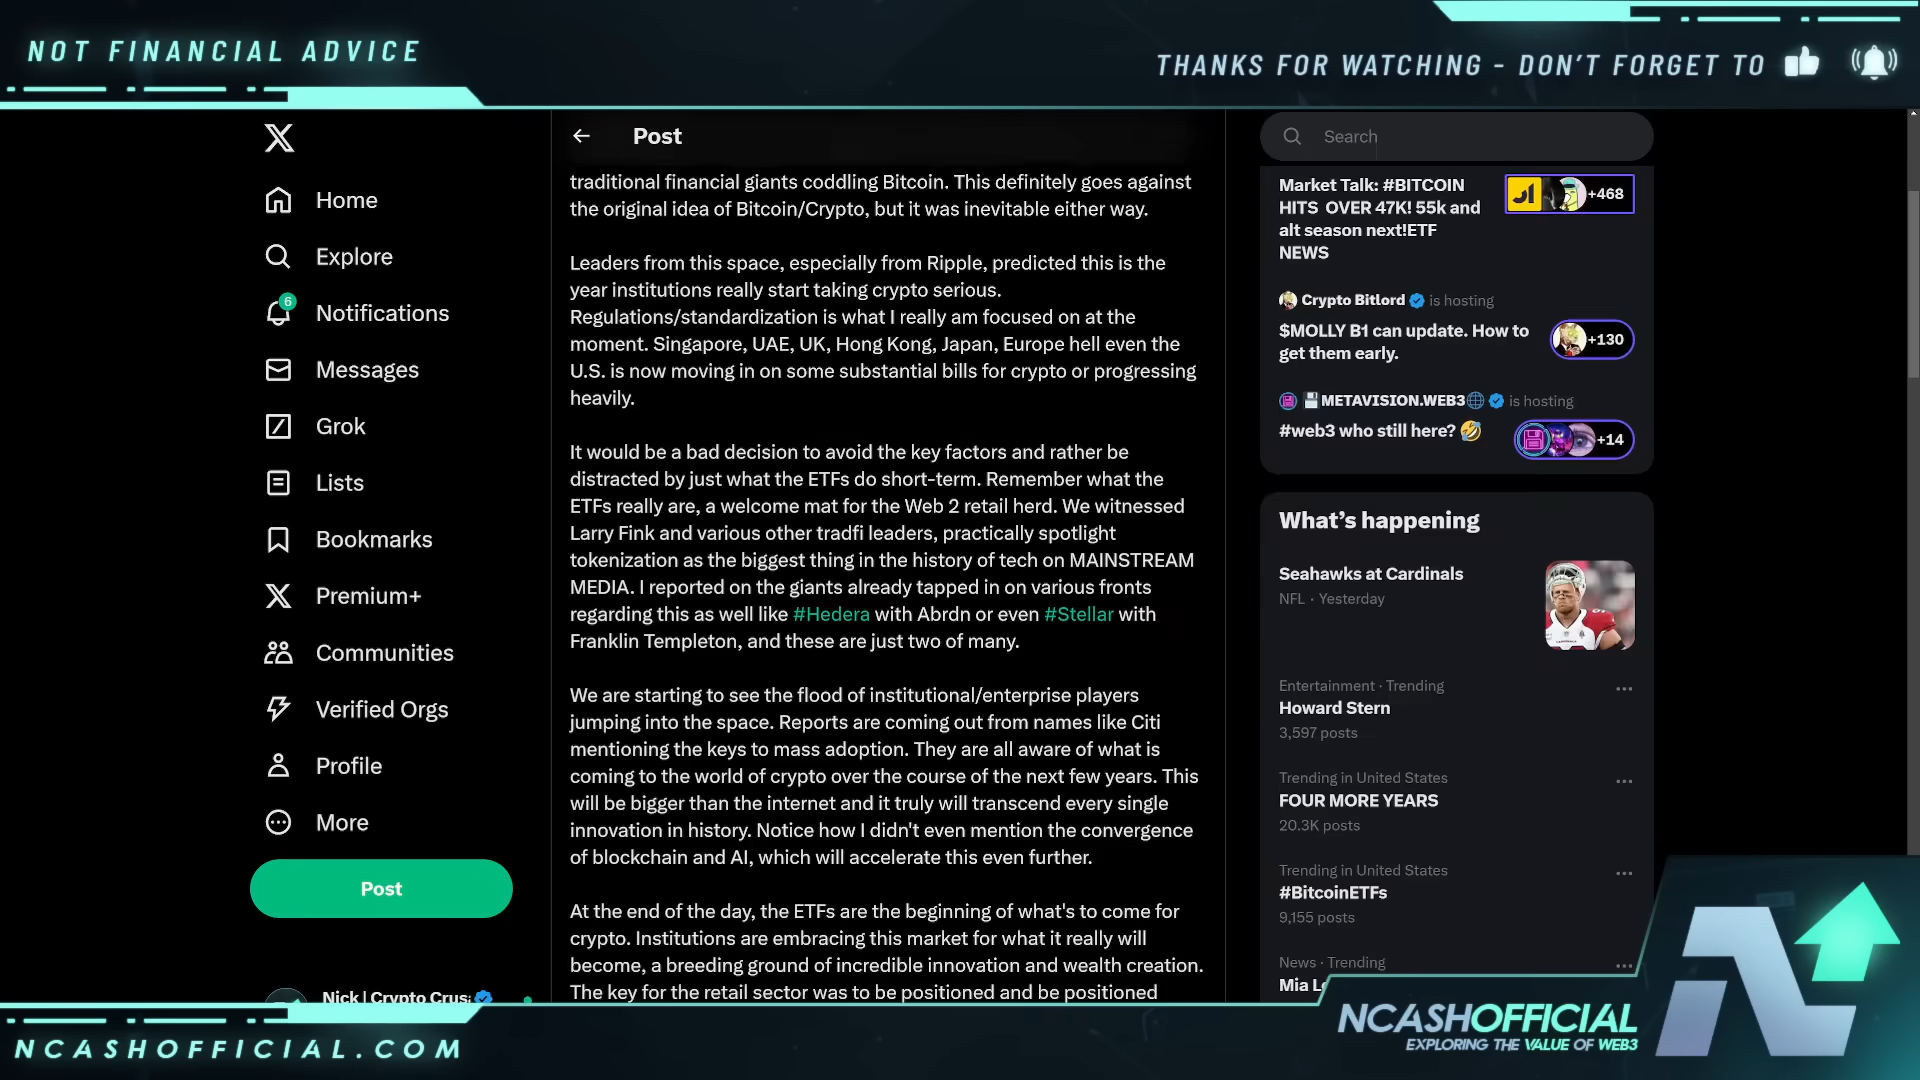 NOT FINANCIAL ADVICE
THANKS FOR WATCHING - DON'T FORGET TO
Home
Explore
6
Notifications
Messages
Grok
Lists
Bookmarks
Premium+
Communities
Verified Orgs
Profile
More
Post
Nick | Crypto Crus
Post
traditional financial giants coddling Bitcoin. This definitely goes against
the original idea of Bitcoin/Crypto, but it was inevitable either way.
Leaders from this space, especially from Ripple, predicted this is the
year institutions really start taking crypto serious.
Regulations/standardization is what I really am focused on at the
moment. Singapore, UAE, UK, Hong Kong, Japan, Europe hell even the
U.S. is now moving in on some substantial bills for crypto or progressing
heavily.
It would be a bad decision to avoid the key factors and rather be
distracted by just what the ETFs do short-term. Remember what the
ETFs really are, a welcome mat for the Web 2 retail herd. We witnessed
Larry Fink and various other tradfi leaders, practically spotlight
tokenization as the biggest thing in the history of tech on MAINSTREAM
MEDIA. I reported on the giants already tapped in on various fronts
regarding this as well like #Hedera with Abrdn or even #Stellar with
Franklin Templeton, and these are just two of many.
We are starting to see the flood of institutional/enterprise players
jumping into the space. Reports are coming out from names like Citi
mentioning the keys to mass adoption. They are all aware of what is
coming to the world of crypto over the course of the next few years. This
will be bigger than the internet and it truly will transcend every single
innovation in history. Notice how I didn't even mention the convergence
of blockchain and AI, which will accelerate this even further.
At the end of the day, the ETFs are the beginning of what's to come for
crypto. Institutions are embracing this market for what it really will
become, a breeding ground of incredible innovation and wealth creation.
The key for the retail sector was to be positioned and be positioned
Search
Market Talk: #BITCOIN
HITS OVER 47K! 55k and
alt season next!ETF
NEWS
+468
Crypto Bitlord is hosting
$MOLLY B1 can update. How to
get them early.
+130
METAVISION.WEB3 is hosting
#web3 who still here? 🤣
+14
What's happening
Seahawks at Cardinals
NFL · Yesterday
Entertainment · Trending
Howard Stern
3,597 posts
Trending in United States
FOUR MORE YEARS
20.3K posts
Trending in United States
#BitcoinETFs
9,155 posts
News · Trending
Mia
NCASHOFFICIAL.COM
NCASHOFFICIAL
EXPLORING THE VALUE OF WEB3